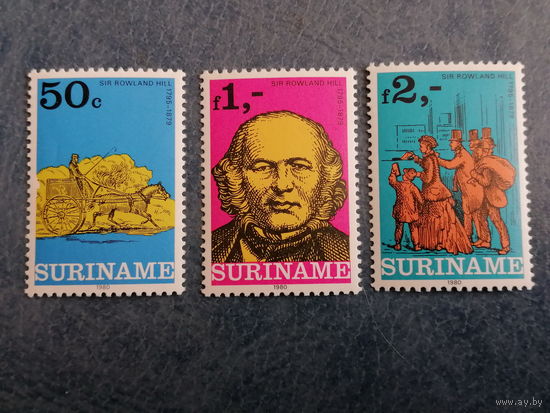 50c
SIR ROWLAND HILL 1795-1879
SURINAME
1980
f1,-
SIR ROWLAND HILL 1795-1879
SURINAME
1980
f2,-
SIR ROWLAND HILL 1795-1879
SURINAME
1980
www.ay.by